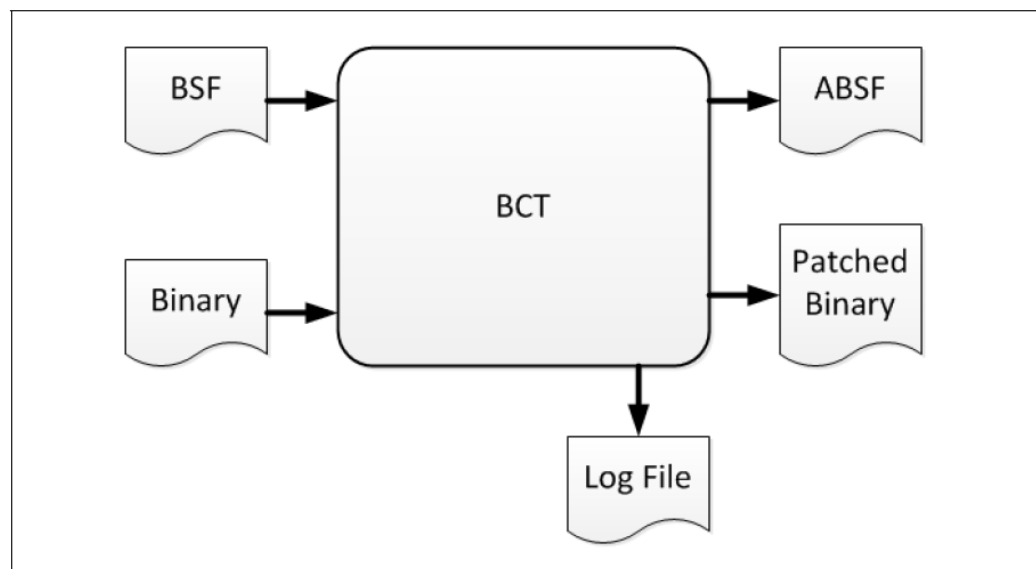 BSF
ABSF
BCT
Binary
Patched
Binary
Log File